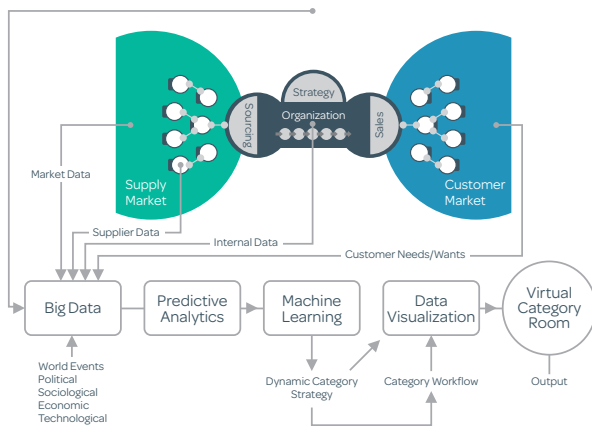 Strategy
Organization
Sourcing
Sales
Supply
Market
Customer
Market
Market Data
Supplier Data
Internal Data
Customer Needs/Wants
Big Data
Predictive
Analytics
Machine
Learning
Data
Visualization
Virtual
Category
Room
World Events
Political
Sociological
Economic
Technological
Dynamic Category
Strategy
Category Workflow
Output